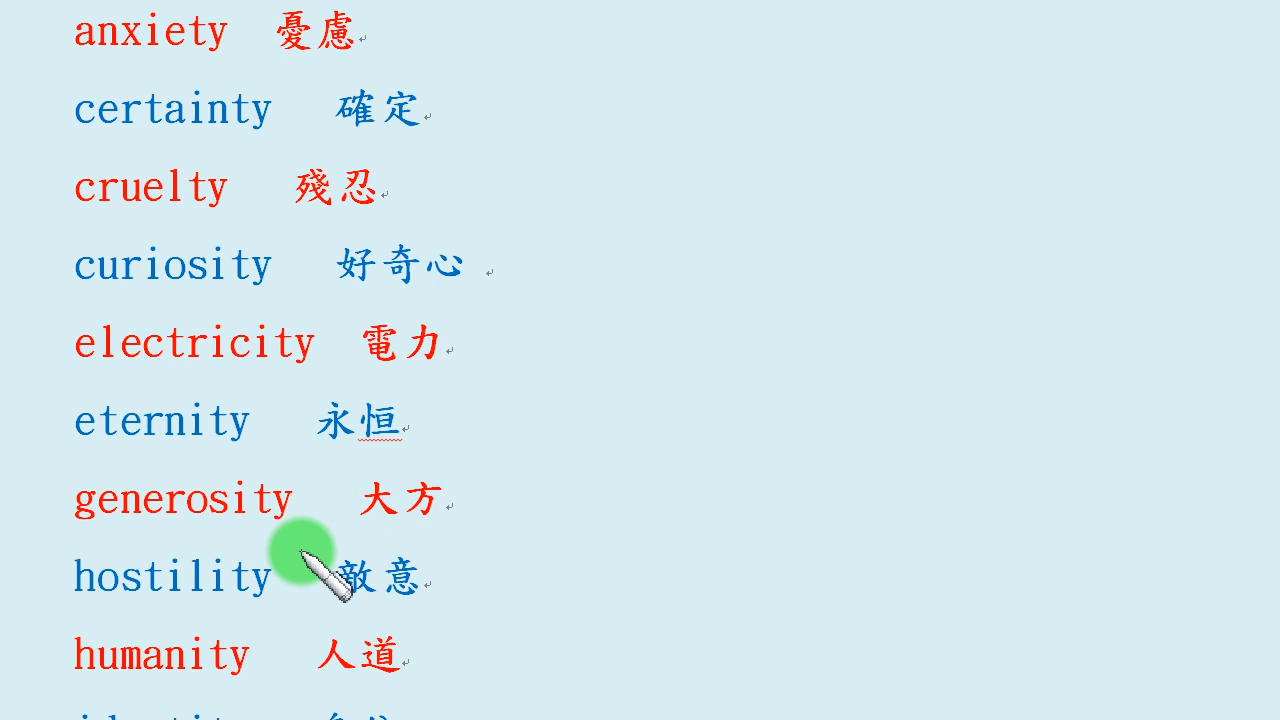 anxiety 憂慮
certainty 確定
cruelty 殘忍
curiosity 好奇心
electricity 電力
eternity 永恒
generosity 大方
hostility 敵意
humanity 人道